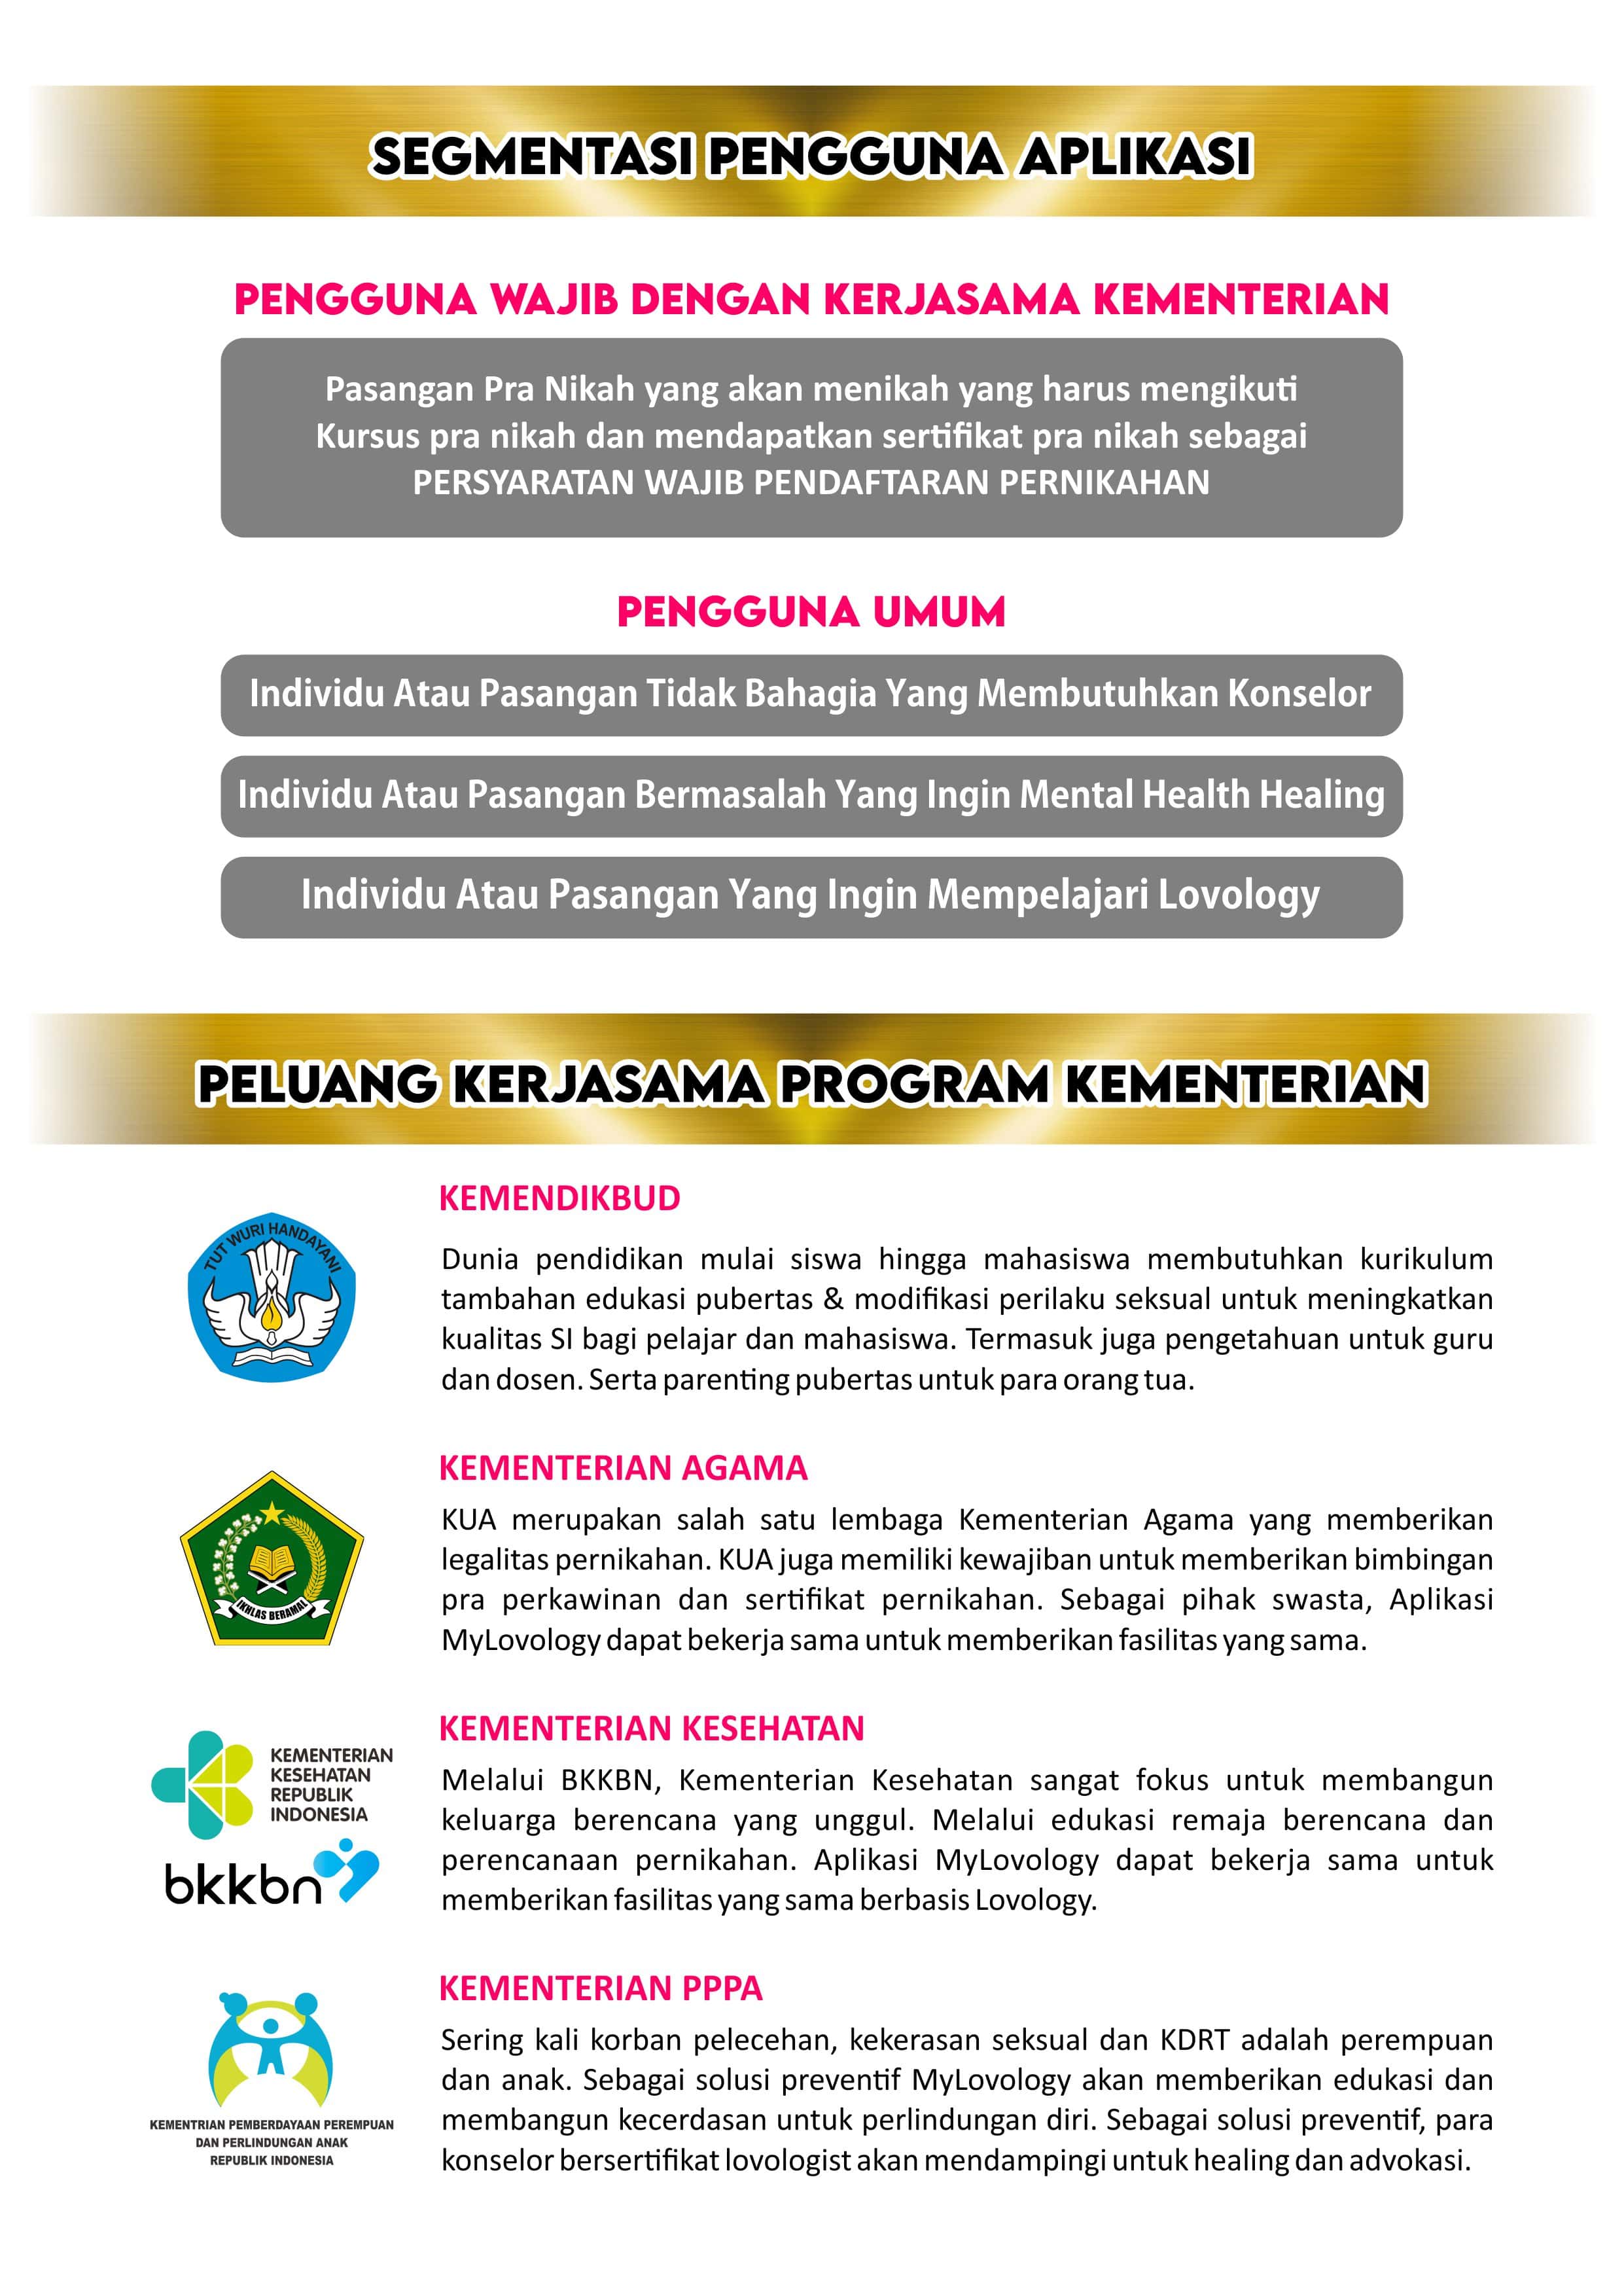 SEGMENTASI PENGGUNA APLIKASI
PENGGUNA WAJIB DENGAN KERJASAMA KEMENTERIAN
Pasangan Pra Nikah yang akan menikah yang harus mengikuti
Kursus pra nikah dan mendapatkan sertifikat pra nikah sebagai
PERSYARATAN WAJIB PENDAFTARAN PERNIKAHAN
PENGGUNA UMUM
Individu Atau Pasangan Tidak Bahagia Yang Membutuhkan Konselor
Individu Atau Pasangan Bermasalah Yang Ingin Mental Health Healing
Individu Atau Pasangan Yang Ingin Mempelajari Lovology
PELUANG KERJASAMA PROGRAM KEMENTERIAN
TUT WURI HANDAYANI
KEMENDIKBUD
Dunia pendidikan mulai siswa hingga mahasiswa membutuhkan kurikulum
tambahan edukasi pubertas & modifikasi perilaku seksual untuk meningkatkan
kualitas SI bagi pelajar dan mahasiswa. Termasuk juga pengetahuan untuk guru
dan dosen. Serta parenting pubertas untuk para orang tua.
IKHLAS BERAMAL
KEMENTERIAN AGAMA
KUA merupakan salah satu lembaga Kementerian Agama yang memberikan
legalitas pernikahan. KUA juga memiliki kewajiban untuk memberikan bimbingan
pra perkawinan dan sertifikat pernikahan. Sebagai pihak swasta, Aplikasi
MyLovology dapat bekerja sama untuk memberikan fasilitas yang sama.
KEMENTERIAN
KESEHATAN
REPUBLIK
INDONESIA
bkkbn
KEMENTERIAN KESEHATAN
Melalui BKKBN, Kementerian Kesehatan sangat fokus untuk membangun
keluarga berencana yang unggul. Melalui edukasi remaja berencana dan
perencanaan pernikahan. Aplikasi MyLovology dapat bekerja sama untuk
memberikan fasilitas yang sama berbasis Lovology.
KEMENTRIAN PEMBERDAYAAN PEREMPUAN
DAN PERLINDUNGAN ANAK
REPUBLIK INDONESIA
KEMENTERIAN PPPA
Sering kali korban pelecehan, kekerasan seksual dan KDRT adalah perempuan
dan anak. Sebagai solusi preventif MyLovology akan memberikan edukasi dan
membangun kecerdasan untuk perlindungan diri. Sebagai solusi preventif, para
konselor bersertifikat lovologist akan mendampingi untuk healing dan advokasi.